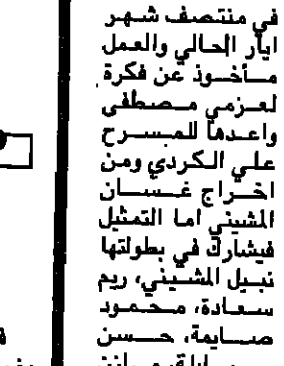 في منتصف شهر
ايار الحالي والعمل
مأخوذ عن فكرة
لعزمي مصطفى
واعدها للمسرح
علي الكردي ومن
اخراج غسان
المشيني اما التمثيل
فيشارك في بطولتها
نبيل المشيني، ريم
سعادة، محمود
صايمة، حسن